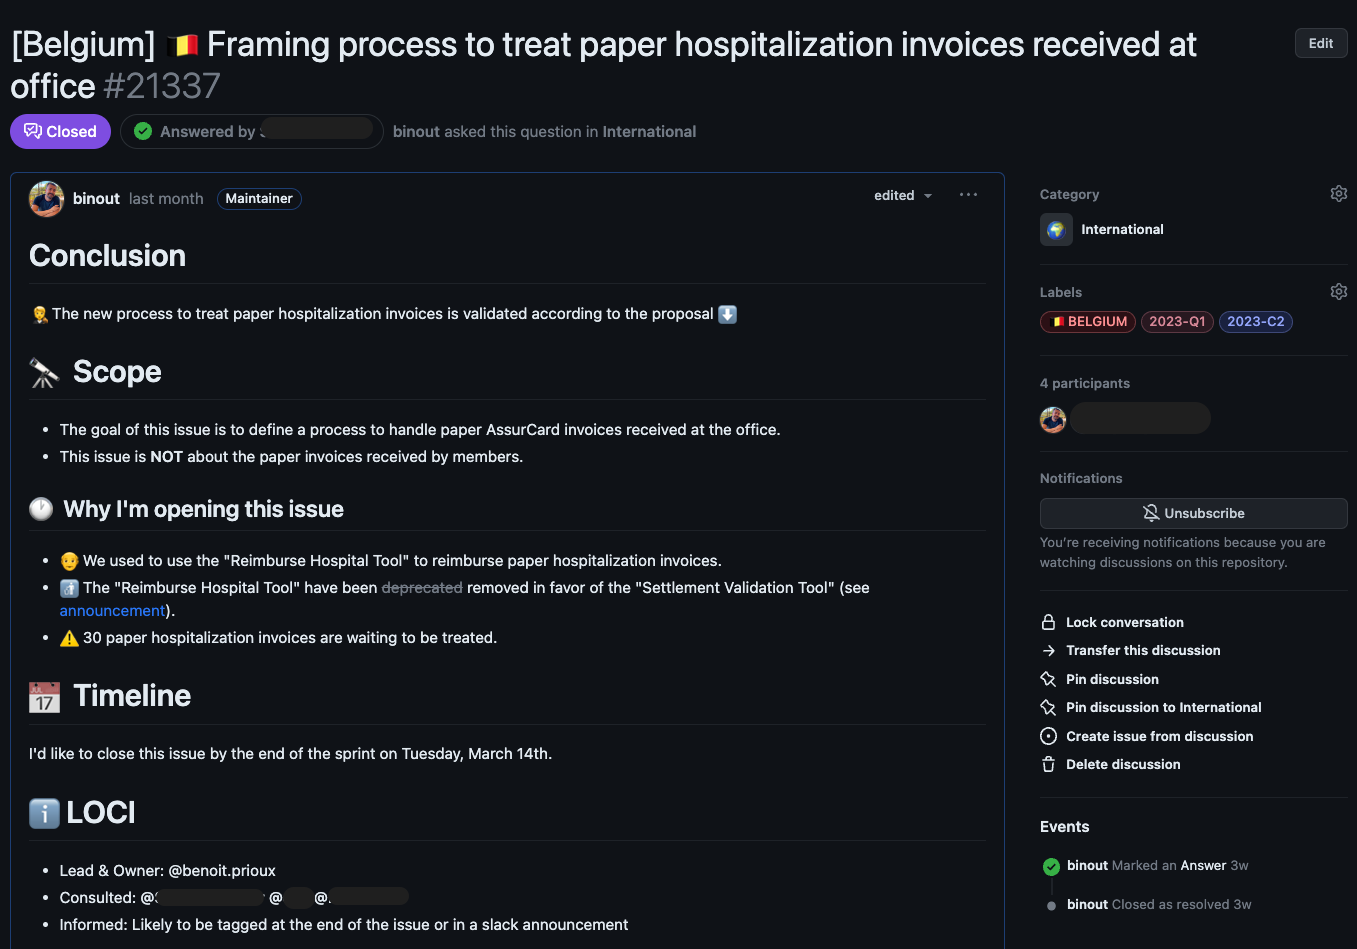 [Belgium] 🇧🇪 Framing process to treat paper hospitalization invoices received at
office #21337
Edit
Closed
Answered by
binout asked this question in International
binout last month Maintainer
edited
Conclusion
🤵 The new process to treat paper hospitalization invoices is validated according to the proposal ⬇️
🔭 Scope
• The goal of this issue is to define a process to handle paper AssurCard invoices received at the office.
• This issue is NOT about the paper invoices received by members.
🕐 Why I'm opening this issue
• 👴 We used to use the "Reimburse Hospital Tool" to reimburse paper hospitalization invoices.
• 🚮 The "Reimburse Hospital Tool" have been deprecated removed in favor of the "Settlement Validation Tool" (see
announcement).
• ⚠️ 30 paper hospitalization invoices are waiting to be treated.
📅 Timeline
I'd like to close this issue by the end of the sprint on Tuesday, March 14th.
ℹ️ LOCI
• Lead & Owner: @benoit.prioux
• Consulted: @ @ @
• Informed: Likely to be tagged at the end of the issue or in a slack announcement
Category
International
Labels
🇧🇪 BELGIUM 2023-Q1 2023-C2
4 participants
Notifications
Unsubscribe
You're receiving notifications because you are
watching discussions on this repository.
Lock conversation
Transfer this discussion
Pin discussion
Pin discussion to International
Create issue from discussion
Delete discussion
Events
binout Marked an Answer 3w
binout Closed as resolved 3w